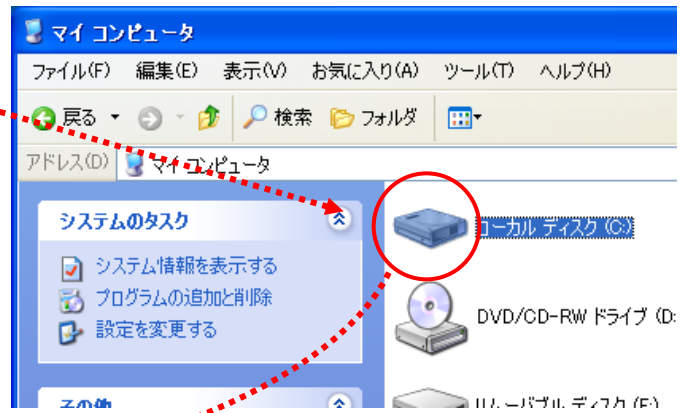 マイ コンピュータ
ファイル(F) 編集(E) 表示(V) お気に入り(A) ツール(T) ヘルプ(H)
戻る 検索 フォルダ
アドレス(D) マイ コンピュータ
システムのタスク
システム情報を表示する
プログラムの追加と削除
設定を変更する
その他
ローカル ディスク (C:)
DVD/CD-RW ドライブ (D:
リムーバブル ディスク (E:)